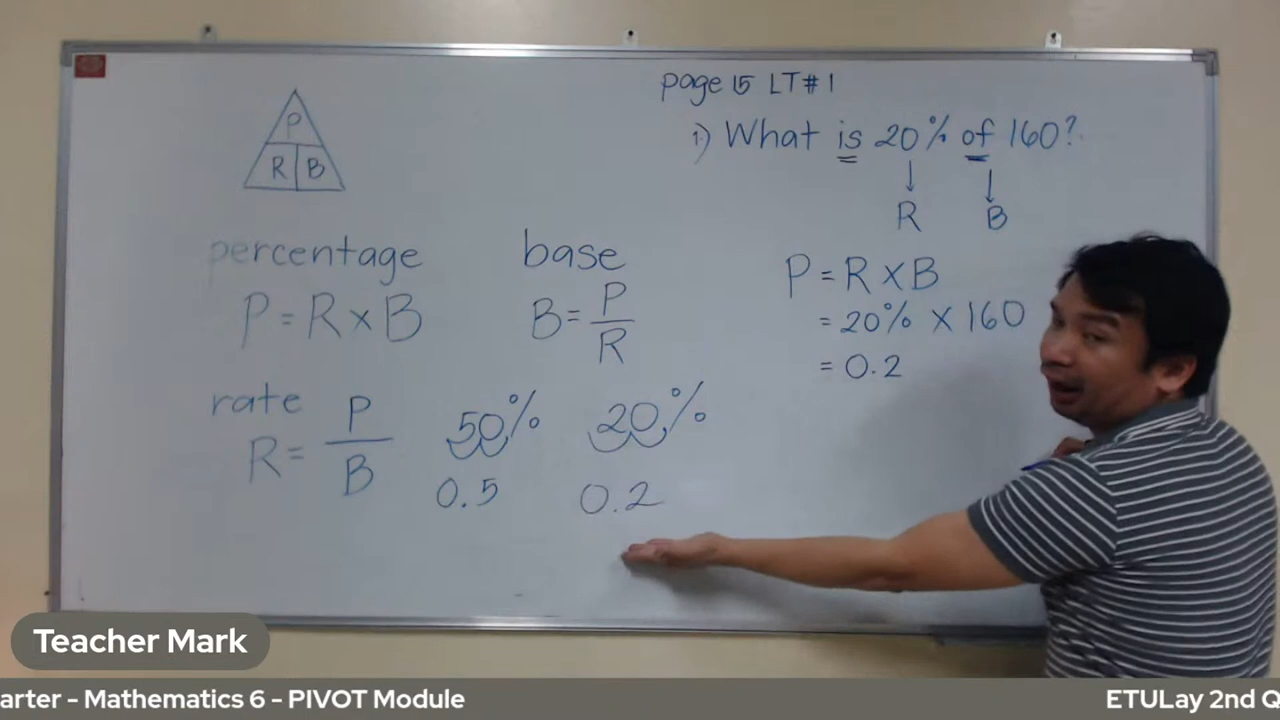 page 15 LT#1
P
R B
1) What is 20% of 160?
R B
percentage
P = R x B
base
B = P
R
P = R x B
= 20% x 160
= 0.2
rate
R = P
B
50%
0.5
20%
0.2
Teacher Mark
arter - Mathematics 6 - PIVOT Module
ETULay 2nd Q